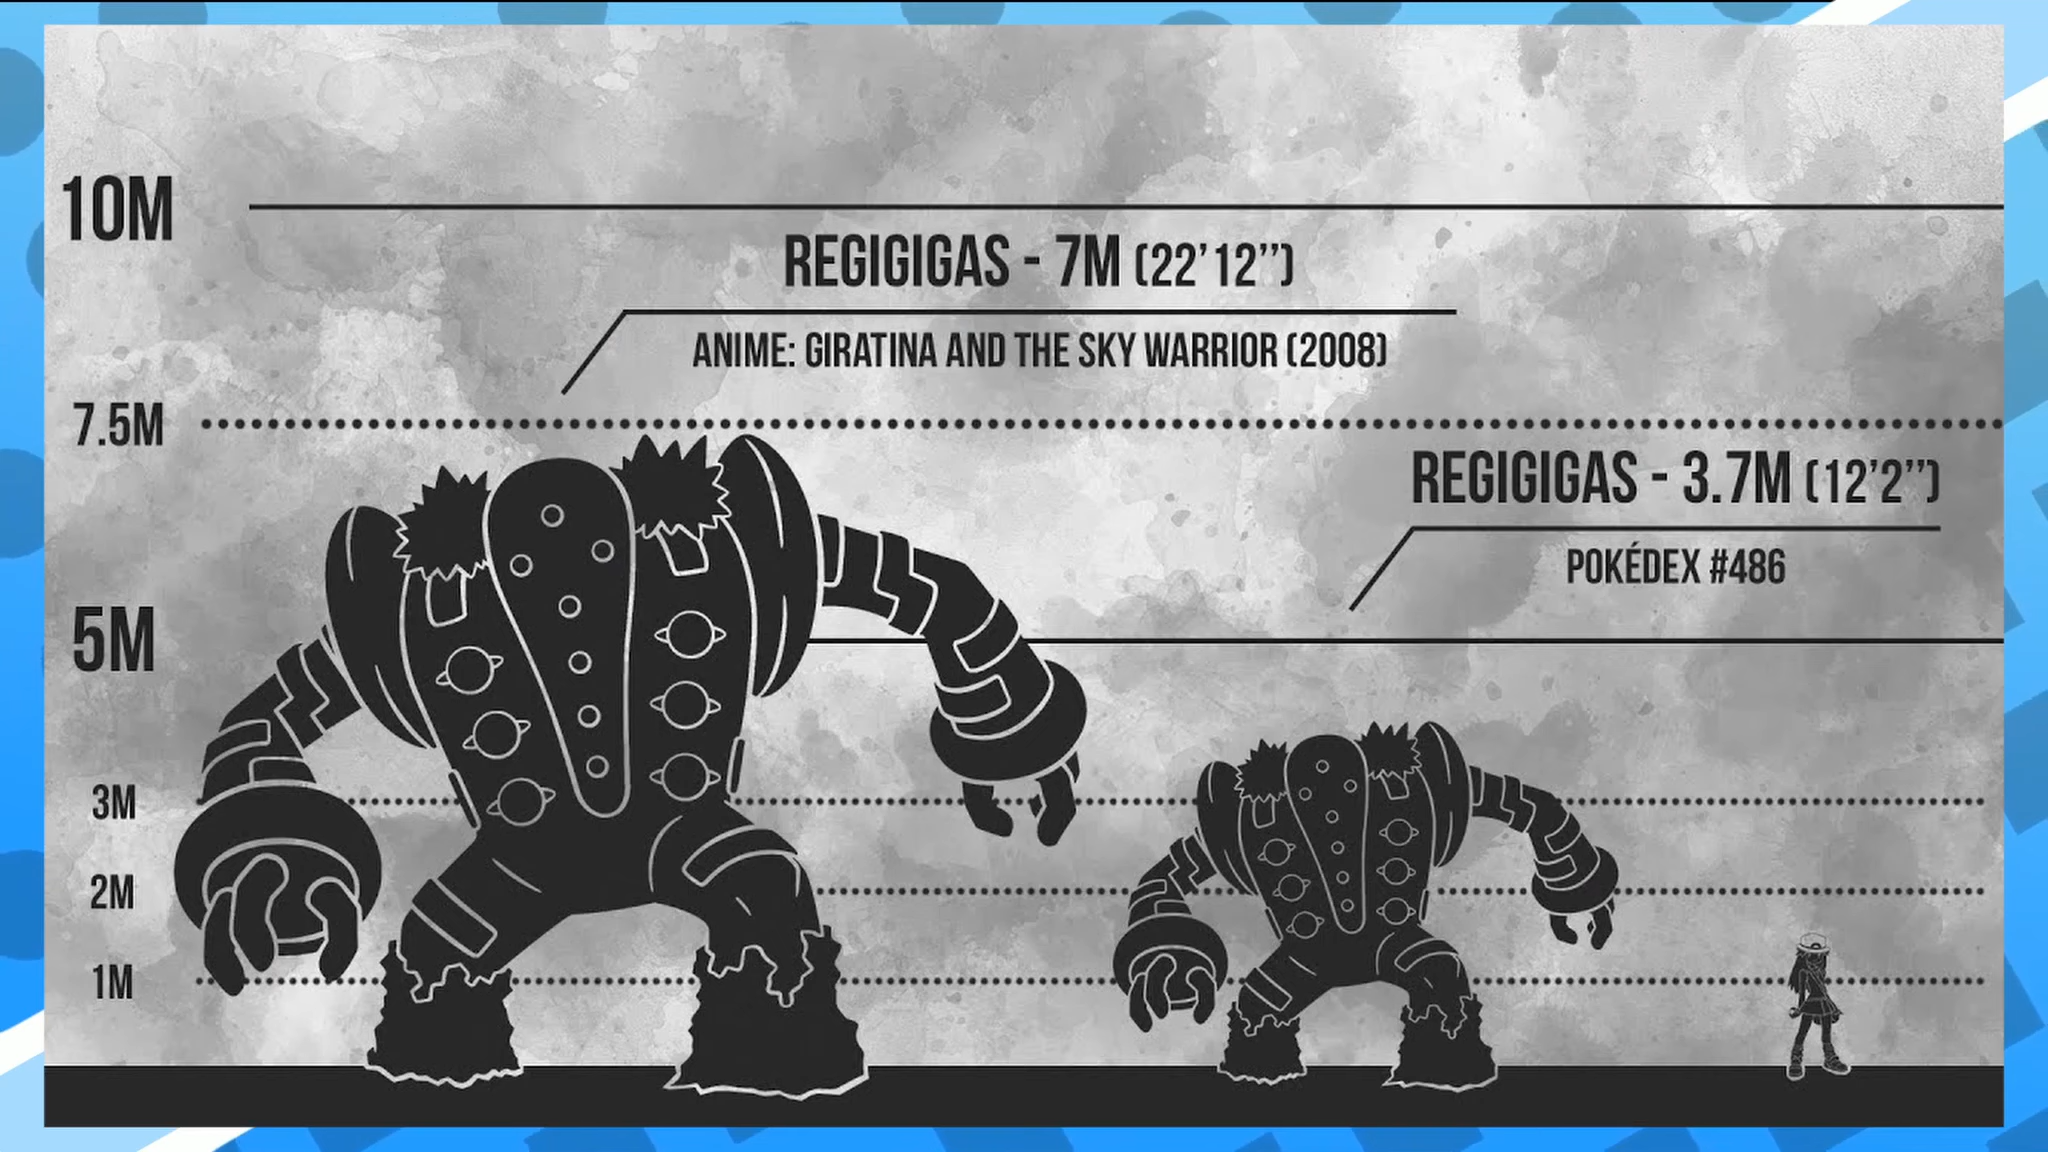 10M
REGIGIGAS - 7M (22’12”)
ANIME: GIRATINA AND THE SKY WARRIOR (2008)
7.5M
REGIGIGAS - 3.7M (12’2”)
POKÉDEX #486
5M
3M
2M
1M